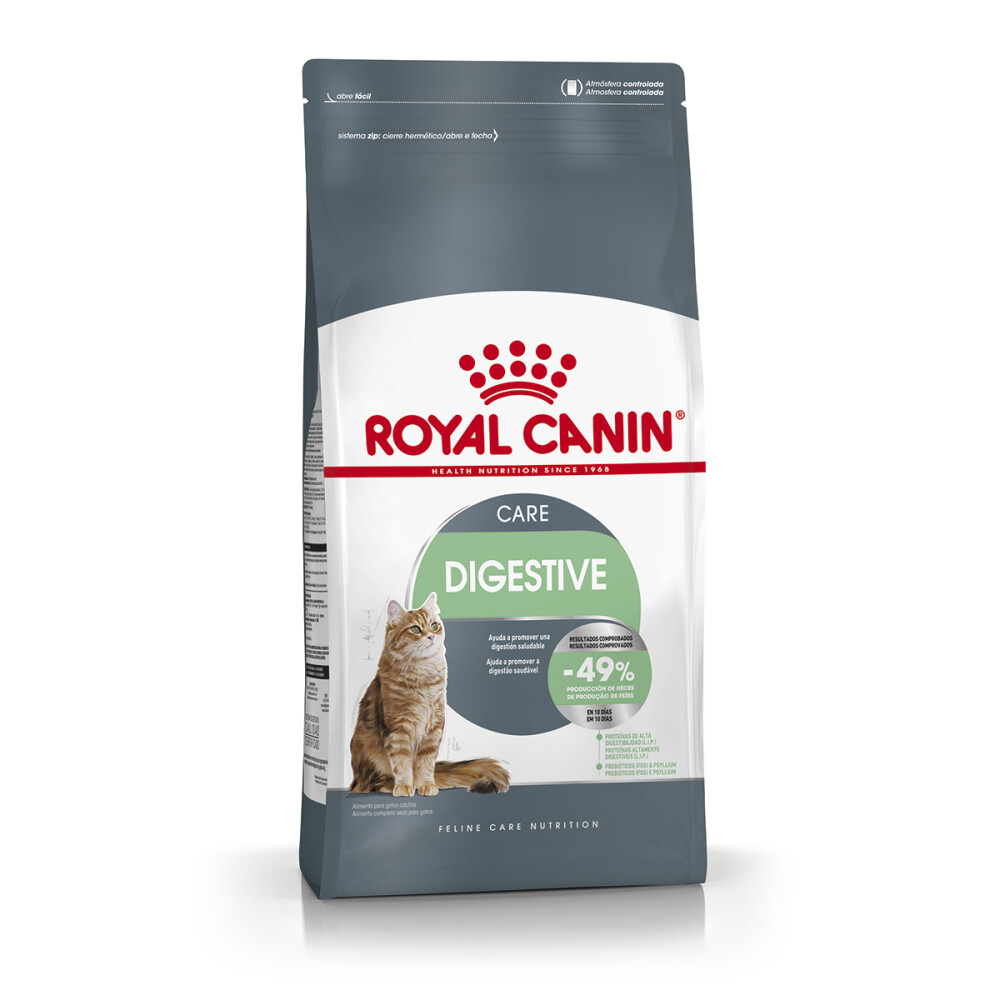 abre fácil
Atmósfera controlada
Atmosfera controlada
sistema zip: cierre hermético/abre e fecha
ROYAL CANIN®
HEALTH NUTRITION SINCE 1968
CARE
DIGESTIVE
Ayuda a promover una
digestión saludable
Ajuda a promover a
digestão saudável
RESULTADOS COMPROBADOS
RESULTADOS COMPROVADOS
-49%
PRODUCCIÓN DE HECES
DE PRODUÇÃO DE FEZES
EN 10 DÍAS
EM 10 DIAS
PROTEÍNAS DE ALTA
DIGESTIBILIDAD (L.I.P.)
PROTEÍNAS ALTAMENTE
DIGESTÍVEIS (L.I.P.)
PREBIÓTICOS (FOS) & PSYLLIUM
PREBIÓTICOS (FOS) E PSYLLIUM
Alimento para gatos adultos
Alimento completo seco para gatos
FELINE CARE NUTRITION